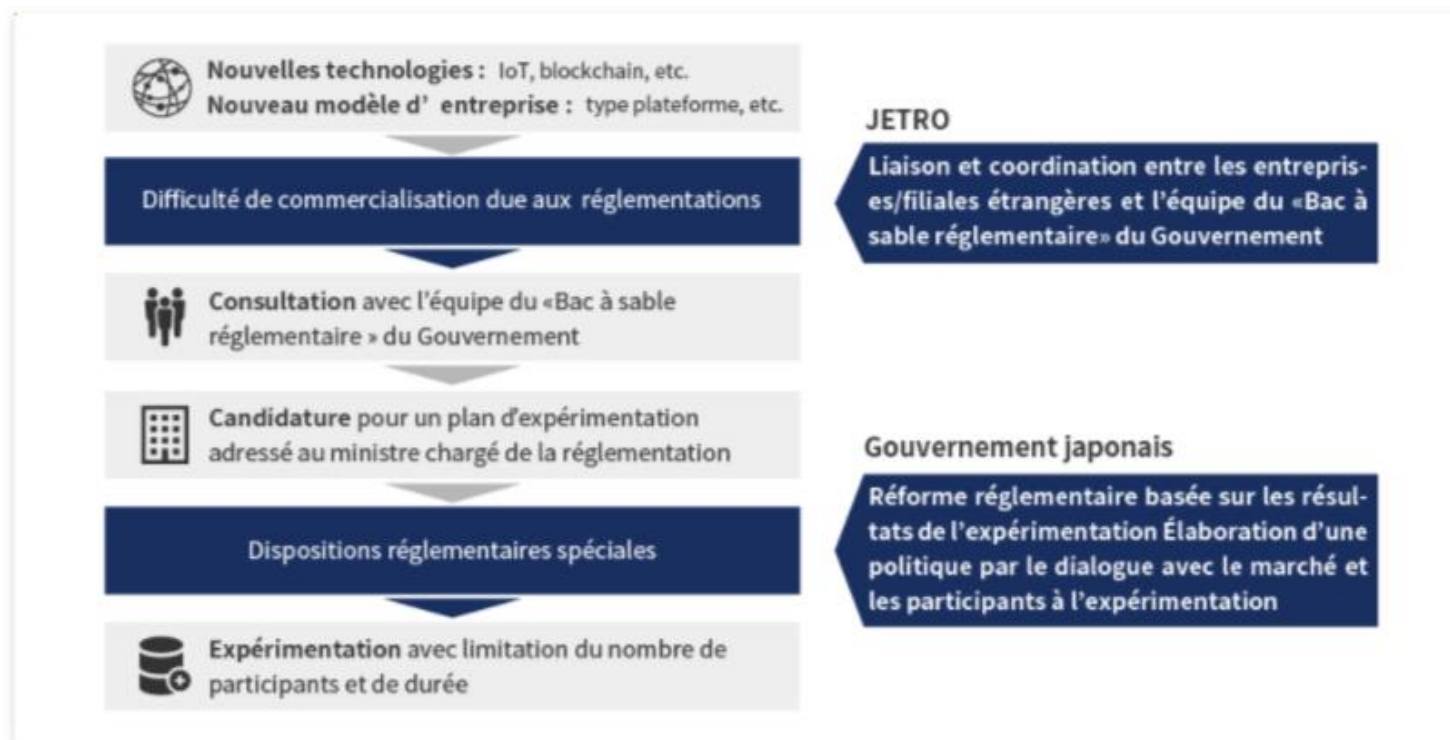 Nouvelles technologies : IoT, blockchain, etc.
Nouveau modèle d’ entreprise : type plateforme, etc.
Difficulté de commercialisation due aux réglementations
Consultation avec l’équipe du «Bac à sable
réglementaire » du Gouvernement
Candidature pour un plan d’expérimentation
adressé au ministre chargé de la réglementation
Dispositions réglementaires spéciales
Expérimentation avec limitation du nombre de
participants et de durée
JETRO
Liaison et coordination entre les entrepris-
es/filiales étrangères et l’équipe du «Bac à
sable réglementaire» du Gouvernement
Gouvernement japonais
Réforme réglementaire basée sur les résul-
tats de l’expérimentation Élaboration d’une
politique par le dialogue avec le marché et
les participants à l’expérimentation